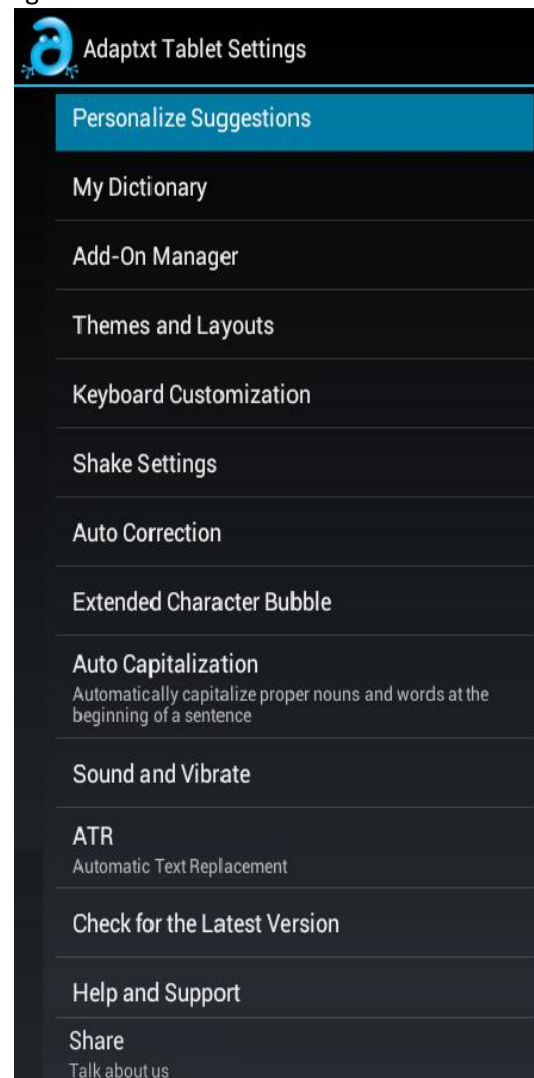 Adaptxt Tablet Settings
Personalize Suggestions
My Dictionary
Add-On Manager
Themes and Layouts
Keyboard Customization
Shake Settings
Auto Correction
Extended Character Bubble
Auto Capitalization
Automatically capitalize proper nouns and words at the
beginning of a sentence
Sound and Vibrate
ATR
Automatic Text Replacement
Check for the Latest Version
Help and Support
Share
Talk about us